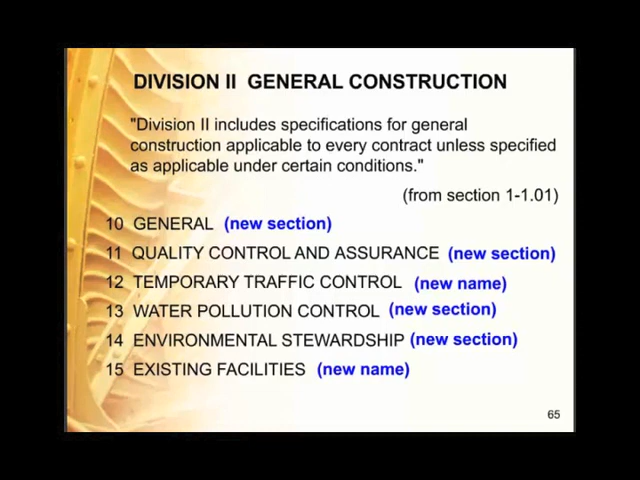 DIVISION II  GENERAL CONSTRUCTION
"Division II includes specifications for general
construction applicable to every contract unless specified
as applicable under certain conditions."
(from section 1-1.01)
10  GENERAL  (new section)
11  QUALITY CONTROL AND ASSURANCE  (new section)
12  TEMPORARY TRAFFIC CONTROL  (new name)
13  WATER POLLUTION CONTROL  (new section)
14  ENVIRONMENTAL STEWARDSHIP (new section)
15  EXISTING FACILITIES  (new name)
65